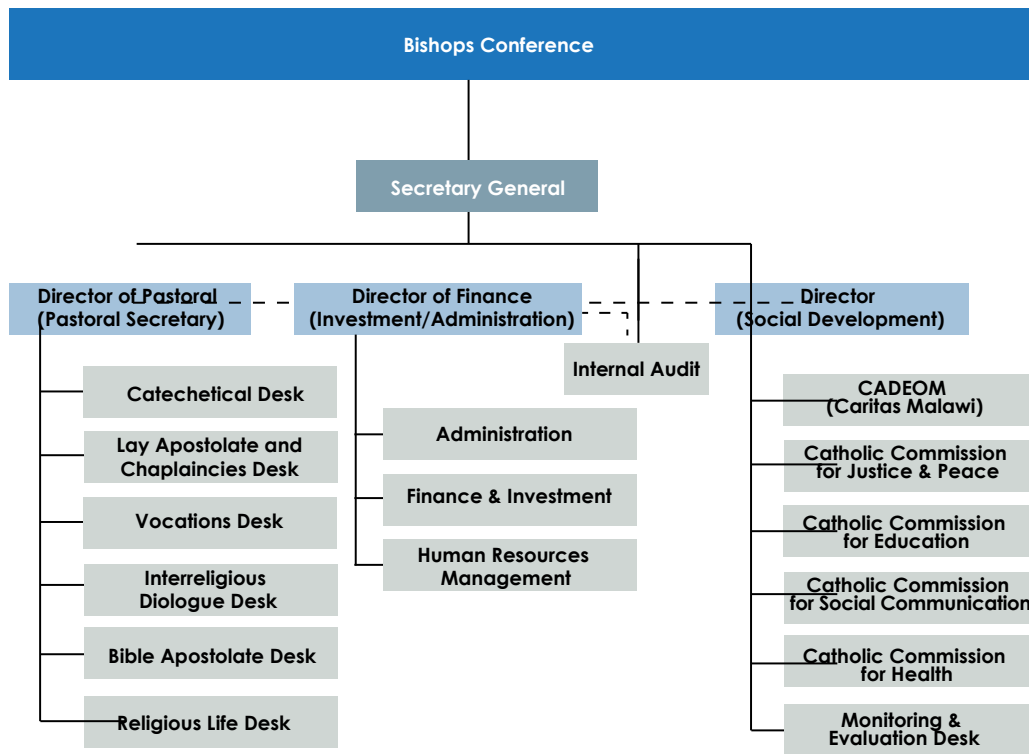 Bishops Conference
Secretary General
Director of Pastoral
(Pastoral Secretary)
Director of Finance
(Investment/Administration)
Director
(Social Development)
Internal Audit
Catechetical Desk
Lay Apostolate and
Chaplaincies Desk
Vocations Desk
Interreligious
Diologue Desk
Bible Apostolate Desk
Religious Life Desk
Administration
Finance & Investment
Human Resources
Management
CADEOM
(Caritas Malawi)
Catholic Commission
for Justice & Peace
Catholic Commission
for Education
Catholic Commission
for Social Communication
Catholic Commission
for Health
Monitoring &
Evaluation Desk